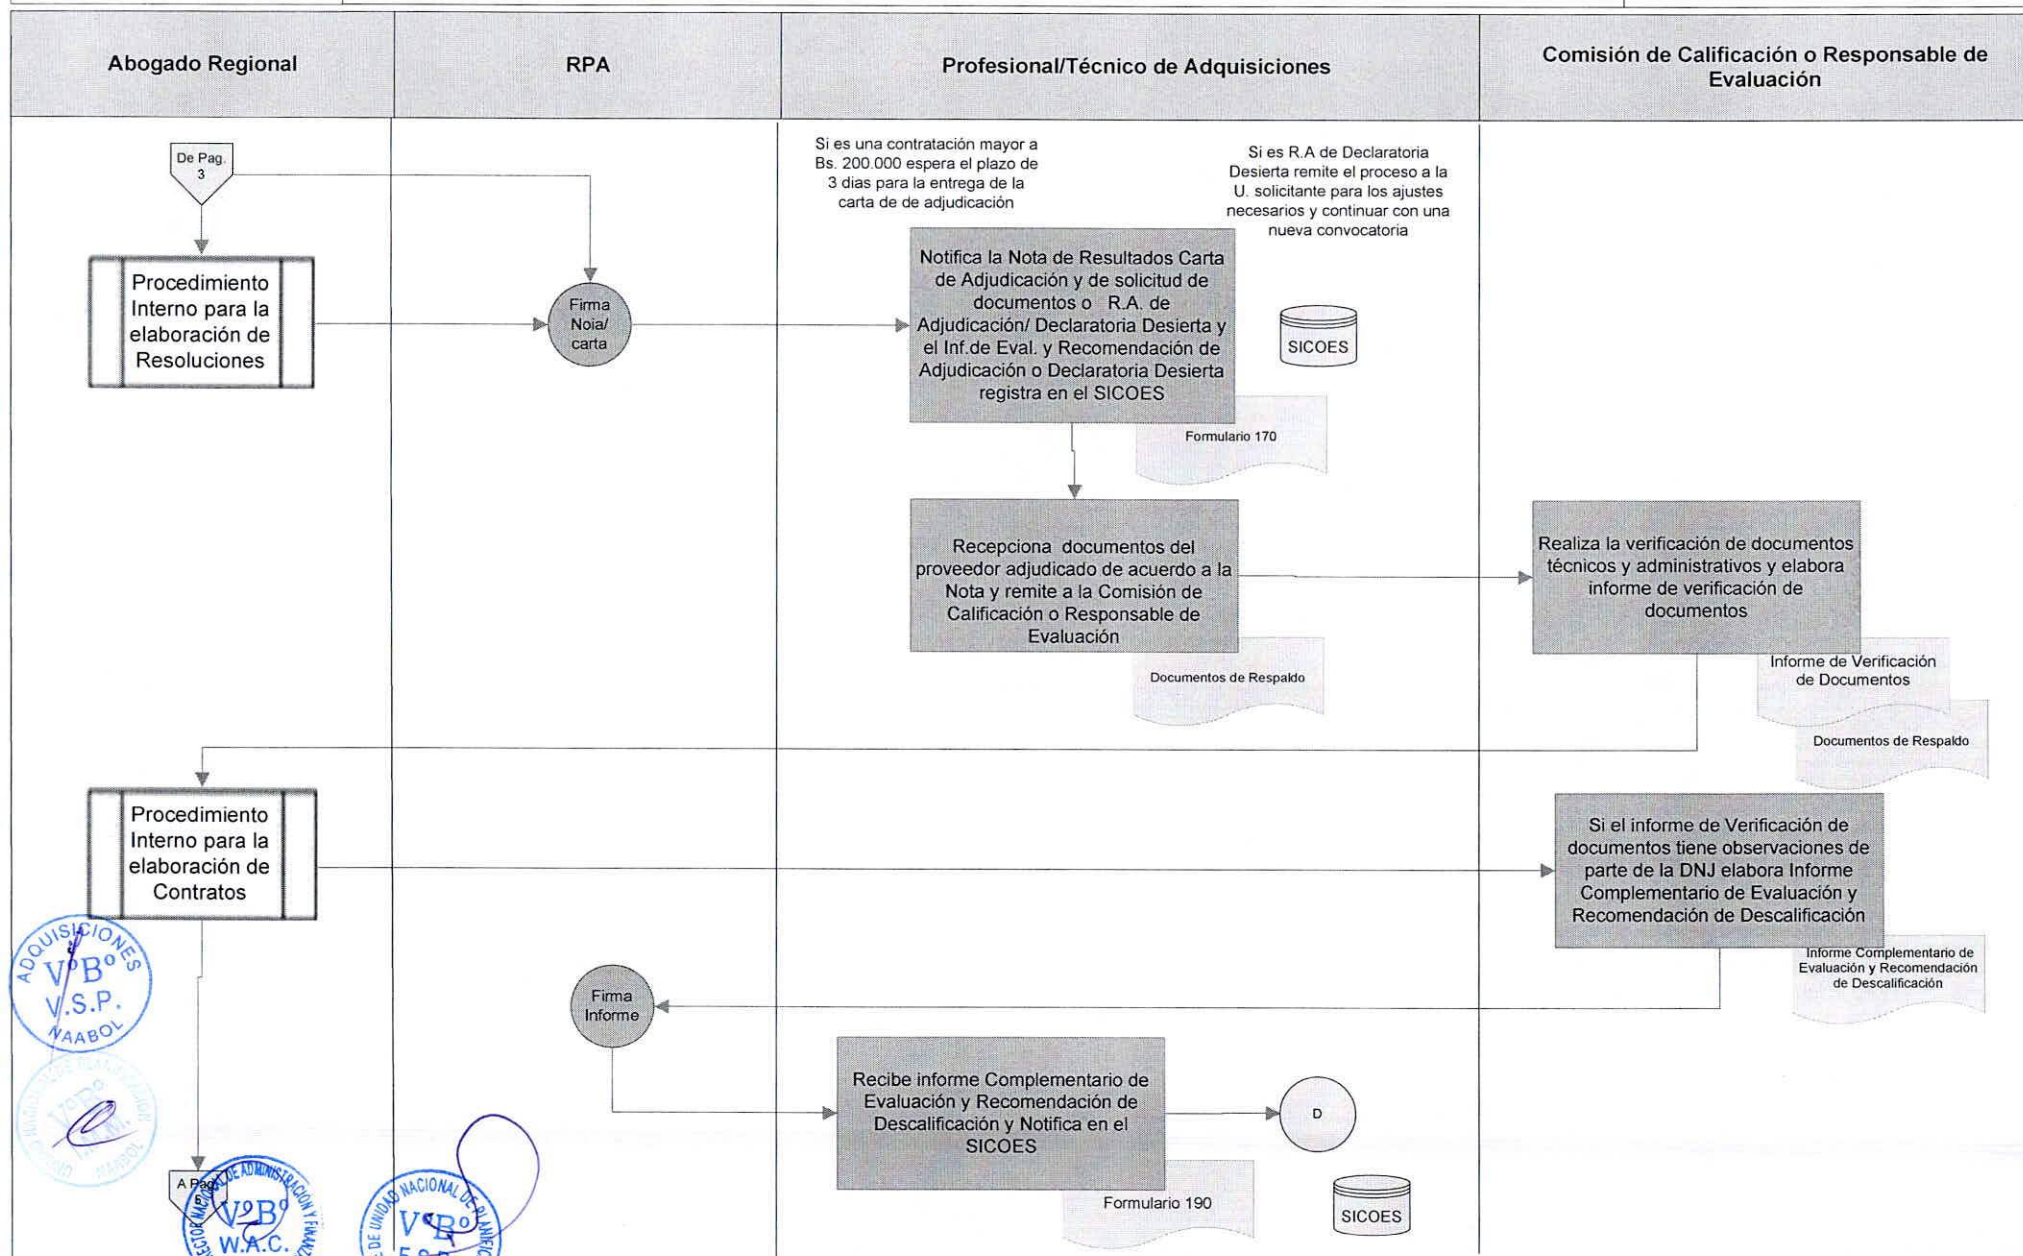 Abogado Regional
RPA
Profesional/Técnico de Adquisiciones
Comisión de Calificación o Responsable de
Evaluación
De Pag.
3
Si es una contratación mayor a
Bs. 200.000 espera el plazo de
3 dias para la entrega de la
carta de de adjudicación
Si es R.A de Declaratoria
Desierta remite el proceso a la
U. solicitante para los ajustes
necesarios y continuar con una
nueva convocatoria
Procedimiento
Interno para la
elaboración de
Resoluciones
Firma
Noia/
carta
Notifica la Nota de Resultados Carta
de Adjudicación y de solicitud de
documentos o R.A. de
Adjudicación/ Declaratoria Desierta y
el Inf.de Eval. y Recomendación de
Adjudicación o Declaratoria Desierta
registra en el SICOES
SICOES
Formulario 170
Recepciona documentos del
proveedor adjudicado de acuerdo a la
Nota y remite a la Comisión de
Calificación o Responsable de
Evaluación
Documentos de Respaldo
Realiza la verificación de documentos
técnicos y administrativos y elabora
informe de verificación de
documentos
Informe de Verificación
de Documentos
Documentos de Respaldo
Procedimiento
Interno para la
elaboración de
Contratos
Si el informe de Verificación de
documentos tiene observaciones de
parte de la DNJ elabora Informe
Complementario de Evaluación y
Recomendación de Descalificación
Informe Complementario de
Evaluación y Recomendación
de Descalificación
Firma
Informe
Recibe informe Complementario de
Evaluación y Recomendación de
Descalificación y Notifica en el
SICOES
D
Formulario 190
SICOES
A Pag.
5
ADQUISICIONES
VºBº
V.S.P.
NAABOL
VºBº
NAABOL
NACIONAL DE ADMINISTRACIÓN Y
VºBº
W.A.C.
DE UNIDAD NACIONAL DE
VºBº